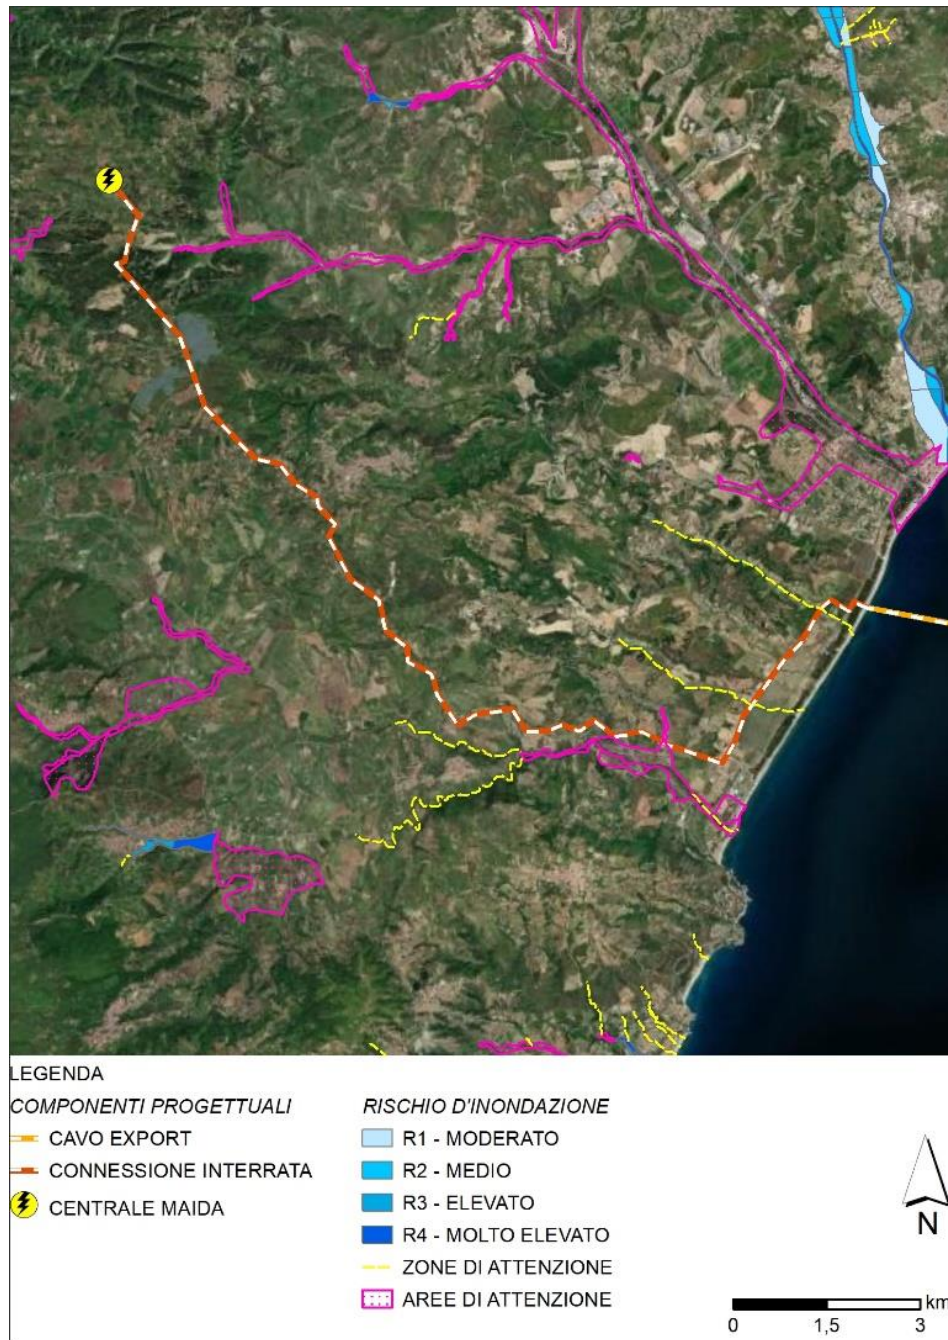 LEGENDA
COMPONENTI PROGETTUALI
CAVO EXPORT
CONNESSIONE INTERRATA
CENTRALE MAIDA
RISCHIO D'INONDAZIONE
R1 - MODERATO
R2 - MEDIO
R3 - ELEVATO
R4 - MOLTO ELEVATO
ZONE DI ATTENZIONE
AREE DI ATTENZIONE
N
km
0 1,5 3